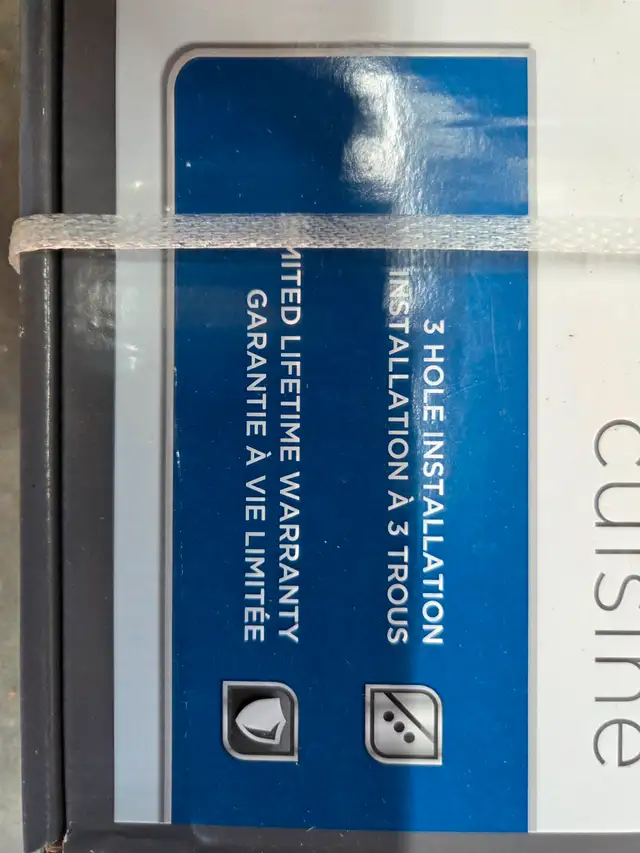 cuisine
3 HOLE INSTALLATION
INSTALLATION À 3 TROUS
MITED LIFETIME WARRANTY
GARANTIE À VIE LIMITÉE